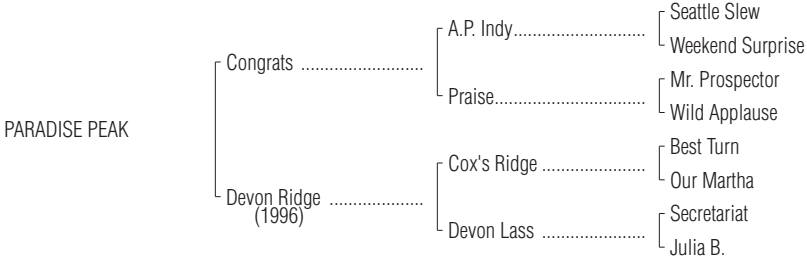 Seattle Slew
A.P. Indy..............................
Weekend Surprise
Congrats ...........................
Mr. Prospector
Praise..................................
Wild Applause
PARADISE PEAK
Best Turn
Cox's Ridge ........................
Our Martha
Devon Ridge .....................
(1996)
Secretariat
Devon Lass .......................
Julia B.